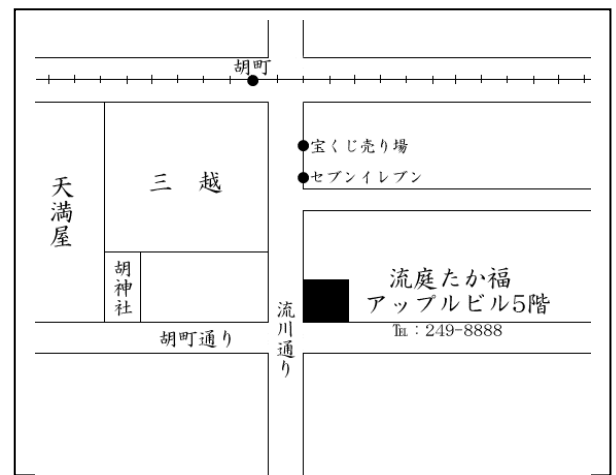 胡町
宝くじ売り場
セブンイレブン
天満屋
三 越
胡神社
流庭たか福
アップルビル5階
℡：249-8888
流川通り
胡町通り